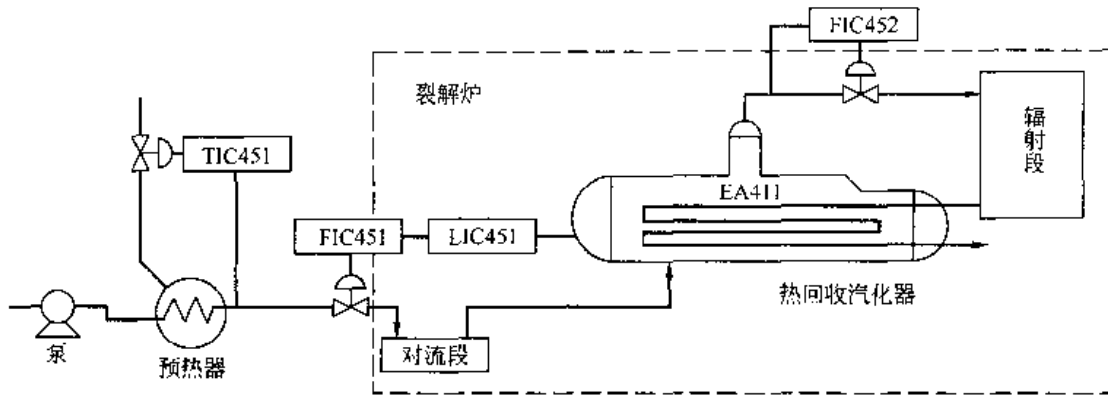 FIC452
裂解炉
辐
射
段
TIC451
EA411
FIC451
LIC451
热回收汽化器
对流段
泵
预热器